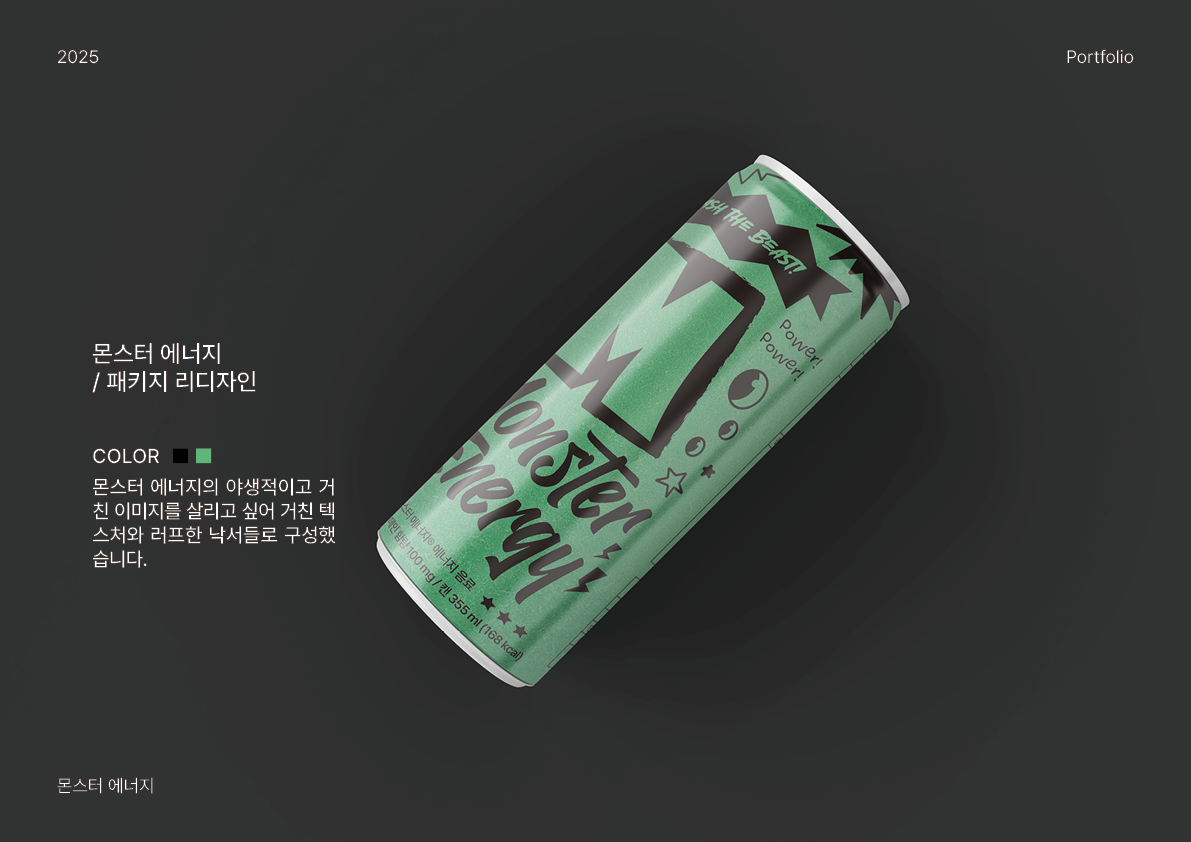 2025
Portfolio
THE BEAST!
Power!
Power!
몬스터 에너지
/ 패키지 리디자인
COLOR
몬스터 에너지의 야생적이고 거
친 이미지를 살리고 싶어 거친 텍
스처와 러프한 낙서들로 구성했
습니다.
Monster
Energy
에너지® 에너지 음료
100 mg / 캔 355 ml (168 kcal)
몬스터 에너지